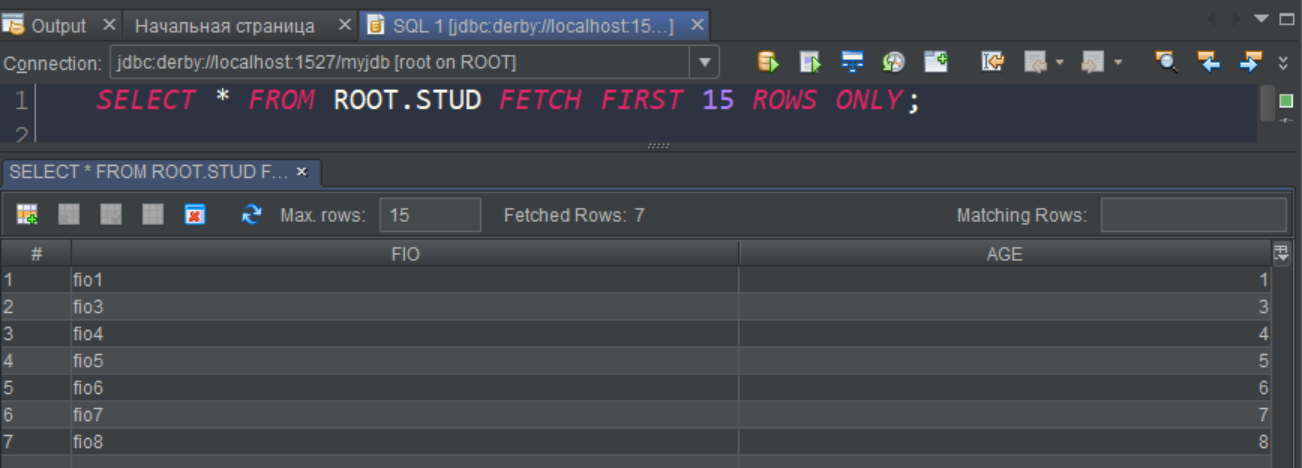 Output × Начальная страница × SQL 1 [jdbc:derby://localhost:15...] ×
Connection: jdbc:derby://localhost:1527/myjdb [root on ROOT]
1 SELECT * FROM ROOT.STUD FETCH FIRST 15 ROWS ONLY;
2
SELECT * FROM ROOT.STUD F... ×
Max. rows: 15 Fetched Rows: 7 Matching Rows:
# FIO AGE
1 fio1 1
2 fio3 3
3 fio4 4
4 fio5 5
5 fio6 6
6 fio7 7
7 fio8 8